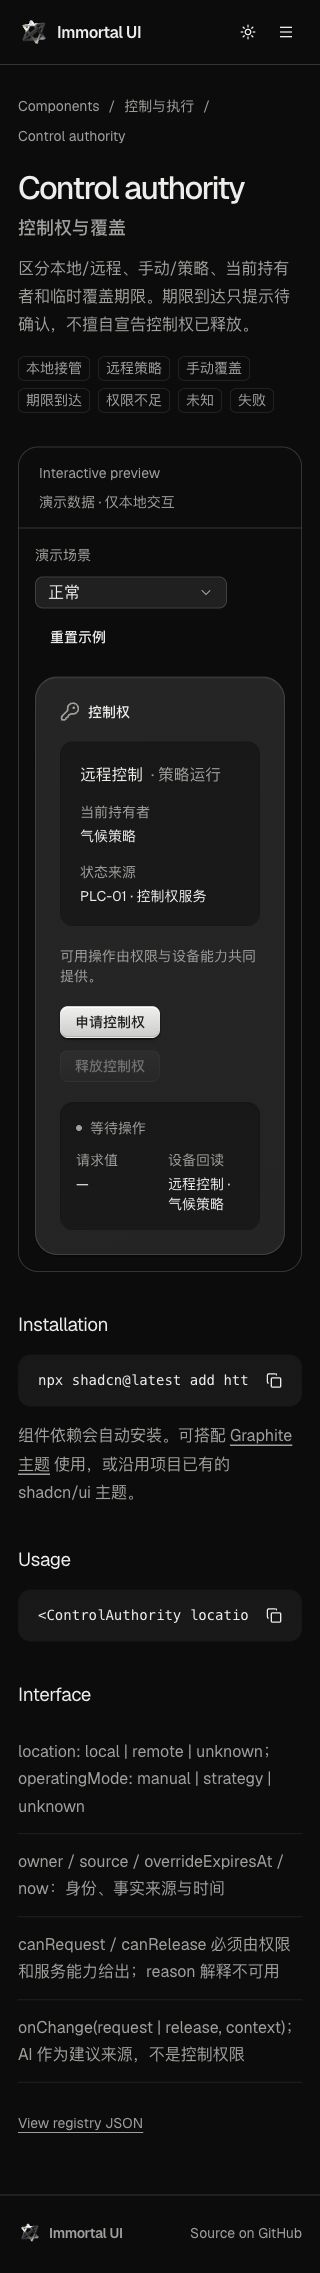 Immortal UI
Components / 控制与执行 /
Control authority
Control authority
控制权与覆盖
区分本地/远程、手动/策略、当前持有
者和临时覆盖期限。期限到达只提示待
确认，不擅自宣告控制权已释放。
本地接管 远程策略 手动覆盖
期限到达 权限不足 未知 失败
Interactive preview
演示数据 · 仅本地交互
演示场景
正常
重置示例
控制权
远程控制 · 策略运行
当前持有者
气候策略
状态来源
PLC-01 · 控制权服务
可用操作由权限与设备能力共同
提供。
申请控制权
释放控制权
等待操作
请求值 设备回读
— 远程控制 ·
气候策略
Installation
npx shadcn@latest add htt
组件依赖会自动安装。可搭配 Graphite
主题 使用，或沿用项目已有的
shadcn/ui 主题。
Usage
<ControlAuthority locatio
Interface
location: local | remote | unknown；
operatingMode: manual | strategy |
unknown
owner / source / overrideExpiresAt /
now：身份、事实来源与时间
canRequest / canRelease 必须由权限
和服务能力给出；reason 解释不可用
onChange(request | release, context)；
AI 作为建议来源，不是控制权限
View registry JSON
Immortal UI Source on GitHub